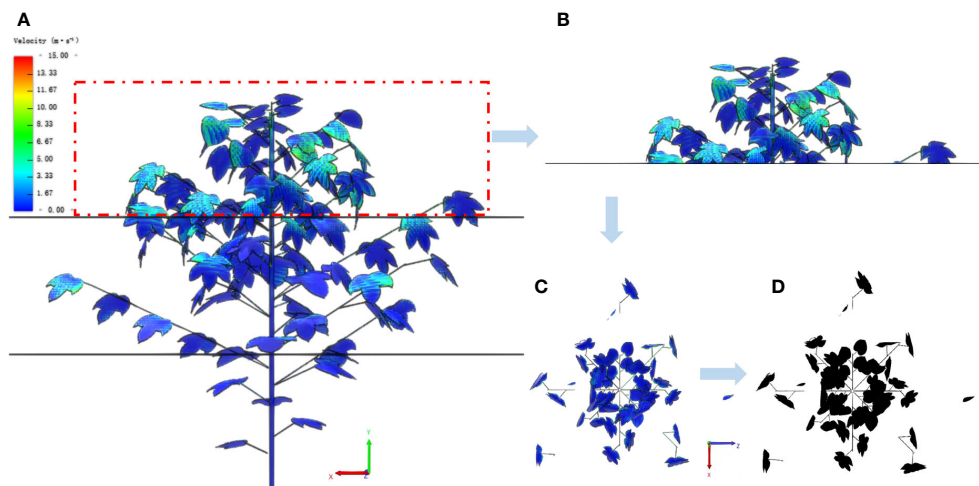 A
B
Velocity (m·s⁻¹)
15.00
13.33
11.67
10.00
8.33
6.67
5.00
3.33
1.67
0.00
C
D
Y
X
Z
Z
X